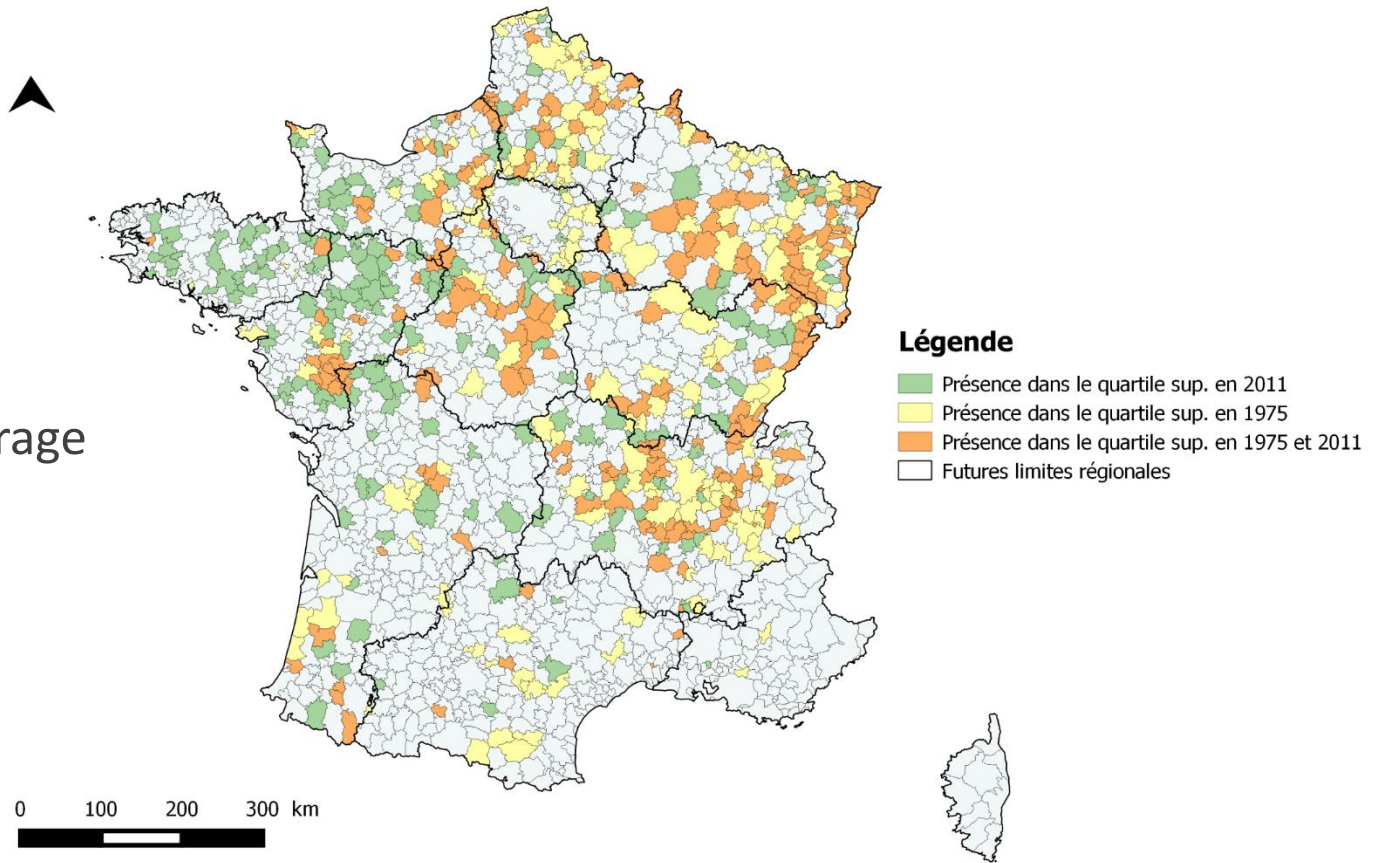 rage
Légende
Présence dans le quartile sup. en 2011
Présence dans le quartile sup. en 1975
Présence dans le quartile sup. en 1975 et 2011
Futures limites régionales
0 100 200 300 km